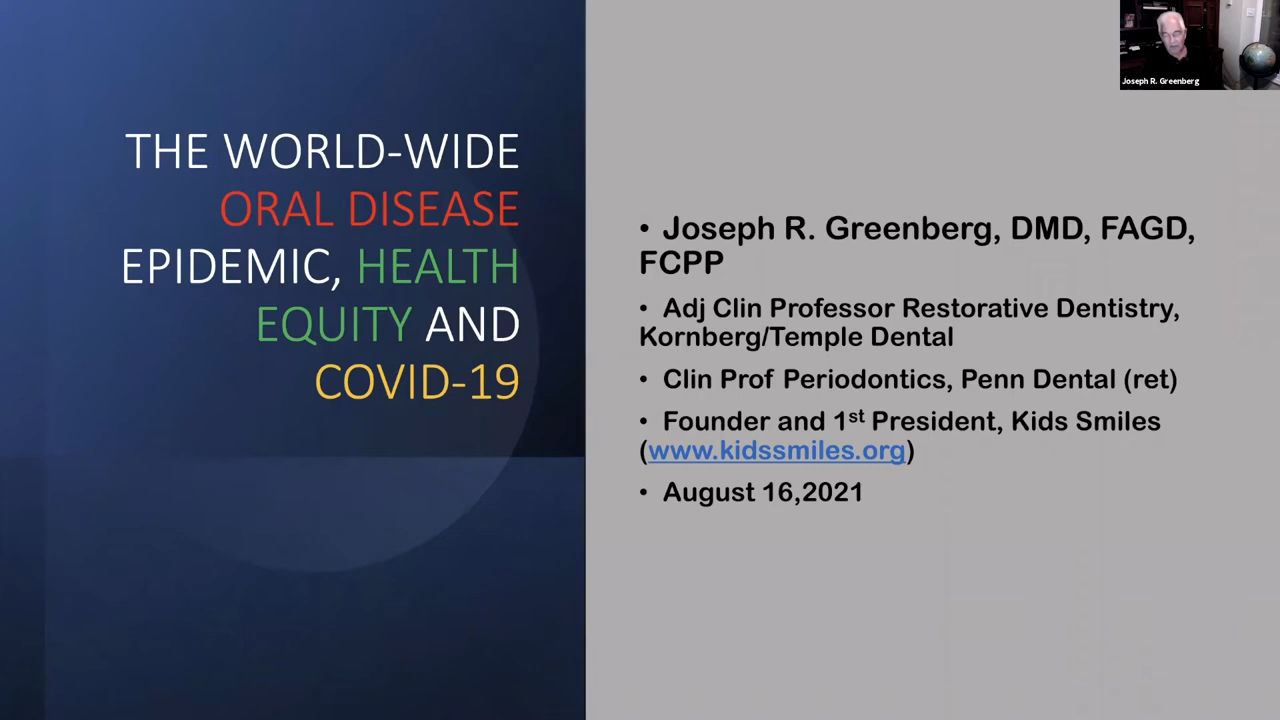 THE WORLD-WIDE
ORAL DISEASE
EPIDEMIC, HEALTH
EQUITY AND
COVID-19
• Joseph R. Greenberg, DMD, FAGD,
FCPP
• Adj Clin Professor Restorative Dentistry,
Kornberg/Temple Dental
• Clin Prof Periodontics, Penn Dental (ret)
• Founder and 1st President, Kids Smiles
(www.kidssmiles.org)
• August 16,2021
Joseph R. Greenberg